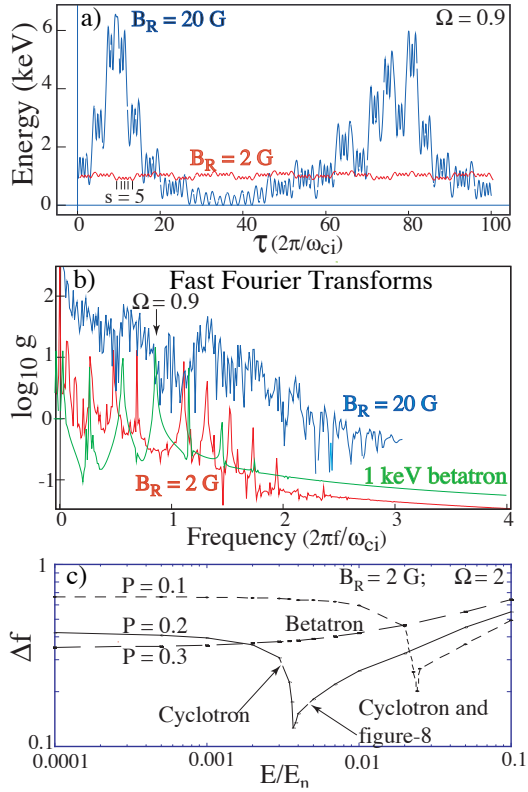 a)
B_R = 20 G
Ω = 0.9
6
4
2
0
Energy (keV)
B_R = 2 G
s = 5
0 20 40 60 80 100
τ (2π/ω_ci)
b) Fast Fourier Transforms
Ω = 0.9
2
1
0.0
-1
log₁₀ g
B_R = 20 G
1 keV betatron
B_R = 2 G
0 1 2 3 4
Frequency (2πf/ω_ci)
c) B_R = 2 G; Ω = 2
1.0
P = 0.1
P = 0.2
P = 0.3
Betatron
Δf
Cyclotron
Cyclotron and
figure-8
0.1
0.0001 0.001 0.01 0.1
E/E_n